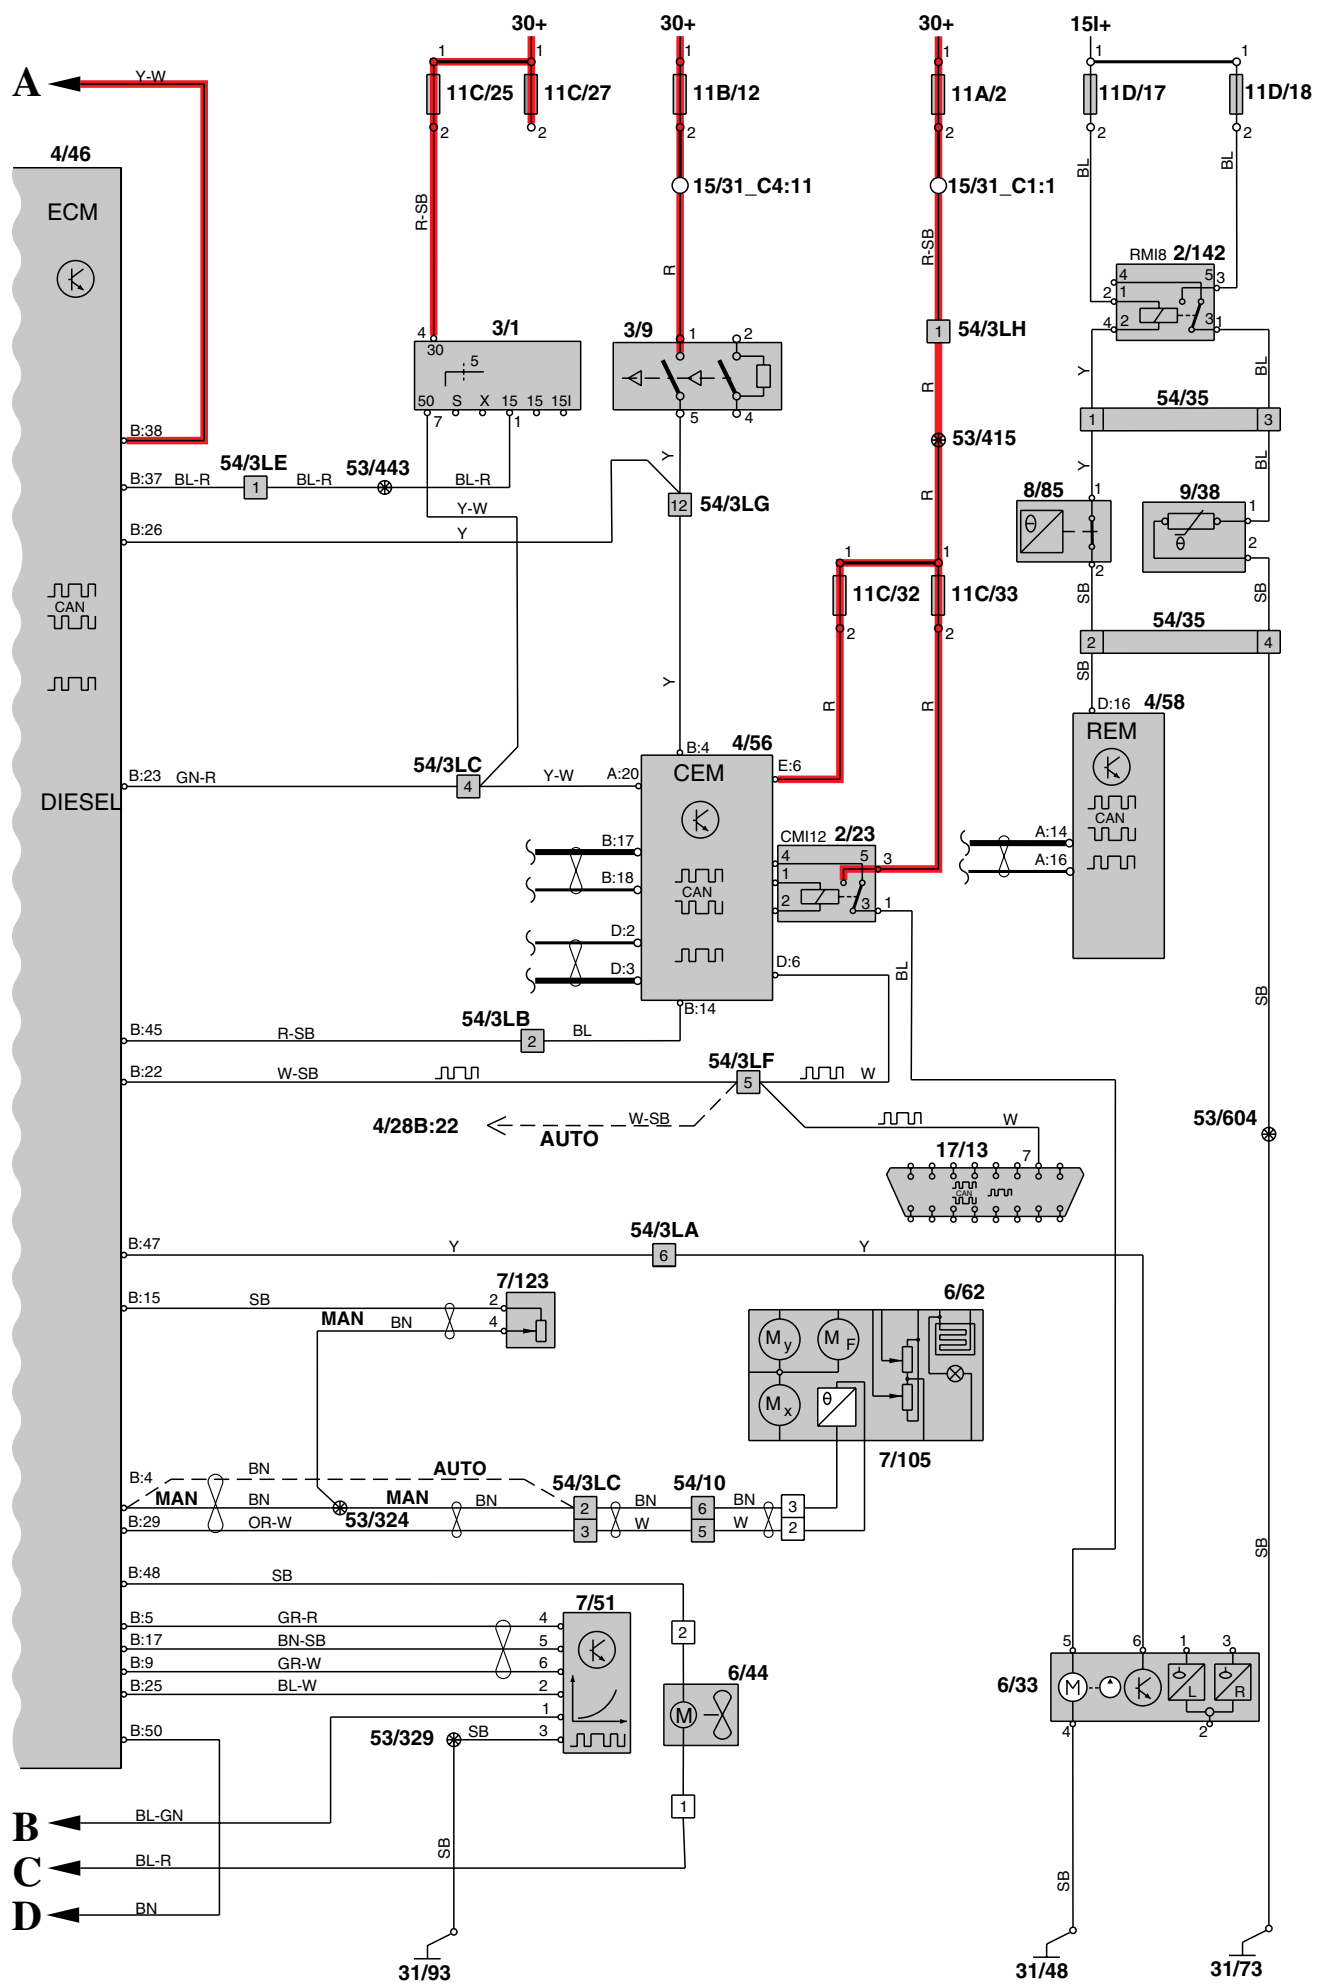 30+ 30+ 30+ 15I+
1 1 1 1 1 1
A Y-W
11C/25 11C/27 11B/12 11A/2 11D/17 11D/18
2 2 2 2 2 2
4/46
ECM
R-SB
15/31_C4:11 15/31_C1:1
BL BL
R R-SB
RMI8 2/142
4 5 3
2 1
4 2 3 1
4 3/1
30
5
50 S X 15 15 15I
7 1
3/9
1 2
5 4
1 54/3LH
R
Y BL
54/35
1 3
B:38
53/415
B:37 BL-R 54/3LE 1 BL-R 53/443 BL-R
Y
12 54/3LG
R
Y BL
Y-W
B:26 Y
8/85
θ
1
2
9/38
θ
1
2
CAN
1 1
11C/32 11C/33
2 2
SB SB
54/35
2 4
Y
R R
SB
D:16 4/58
REM
CAN
A:14
A:16
B:4 4/56
CEM
E:6
B:23 GN-R 54/3LC 4 Y-W A:20
DIESEL
CMI12 2/23
4 5 3
1
2 3 1
B:17
B:18
CAN
D:2
D:3
D:6
B:14
BL
SB
B:45 R-SB 54/3LB 2 BL
B:22 W-SB 54/3LF 5 W
4/28B:22 AUTO W-SB
W
53/604
17/13 7
CAN
B:47 Y 54/3LA 6 Y
B:15 SB 7/123
2
MAN BN 4
6/62
M y M F
M x θ
7/105
B:4 BN AUTO
MAN BN MAN BN 54/3LC 2 BN 54/10 6 BN 3
53/324
B:29 OR-W 3 W 5 W 2
SB
B:48 SB
2
7/51
B:5 GR-R 4
B:17 BN-SB 5
B:9 GR-W 6
B:25 BL-W 2
1
B:50 53/329 SB 3
6/44
M
1
5 6 1 3
6/33 M L R
4 2
B BL-GN
C BL-R
D BN
SB
SB
31/93 31/48 31/73